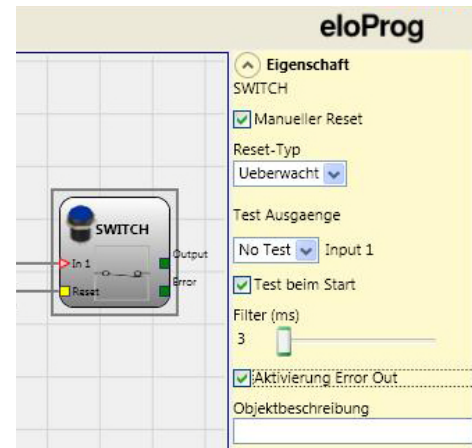 eloProg
Eigenschaft
SWITCH
Manueller Reset
Reset-Typ
Ueberwacht
Test Ausgaenge
No Test Input 1
Test beim Start
Filter (ms)
3
Aktivierung Error Out
Objektbeschreibung
SWITCH
In 1
Output
Reset
Error